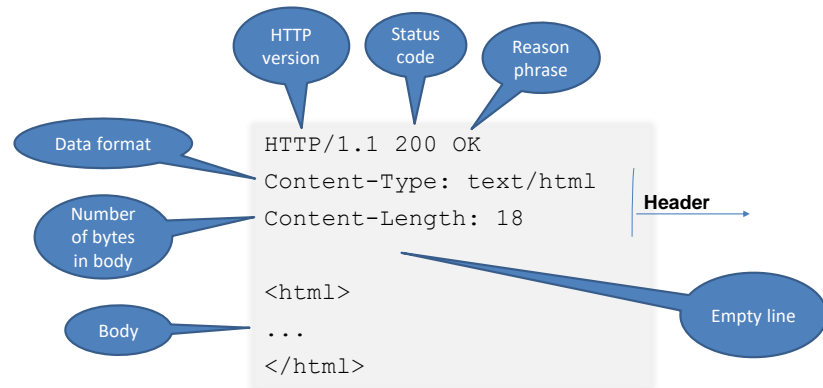 HTTP
version
Status
code
Reason
phrase
Data format
Number
of bytes
in body
Body
HTTP/1.1 200 OK
Content-Type: text/html
Content-Length: 18
<html>
...
</html>
Header
Empty line